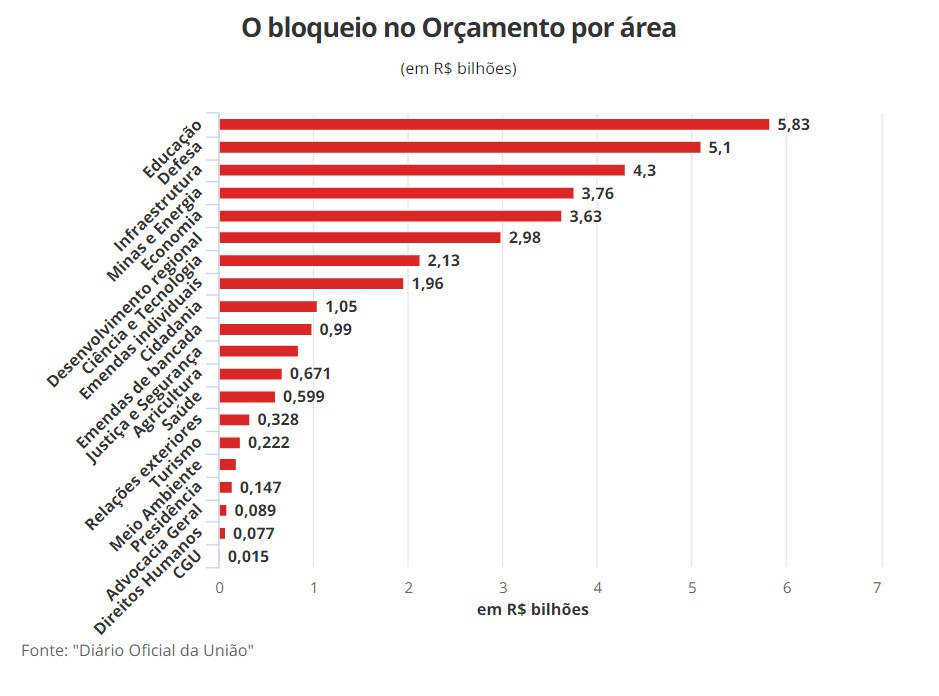 O bloqueio no Orçamento por área
(em R$ bilhões)
Educação 5,83
Defesa 5,1
Infraestrutura 4,3
Minas e Energia 3,76
Economia 3,63
Desenvolvimento regional 2,98
Ciência e Tecnologia 2,13
Emendas individuais 1,96
Cidadania 1,05
Emendas de bancada 0,99
Justiça e Segurança
Agricultura 0,671
Saúde 0,599
Relações exteriores 0,328
Turismo 0,222
Meio Ambiente
Presidência 0,147
Advocacia Geral 0,089
Direitos Humanos 0,077
CGU 0,015
0 1 2 3 4 5 6 7
em R$ bilhões
Fonte: "Diário Oficial da União"